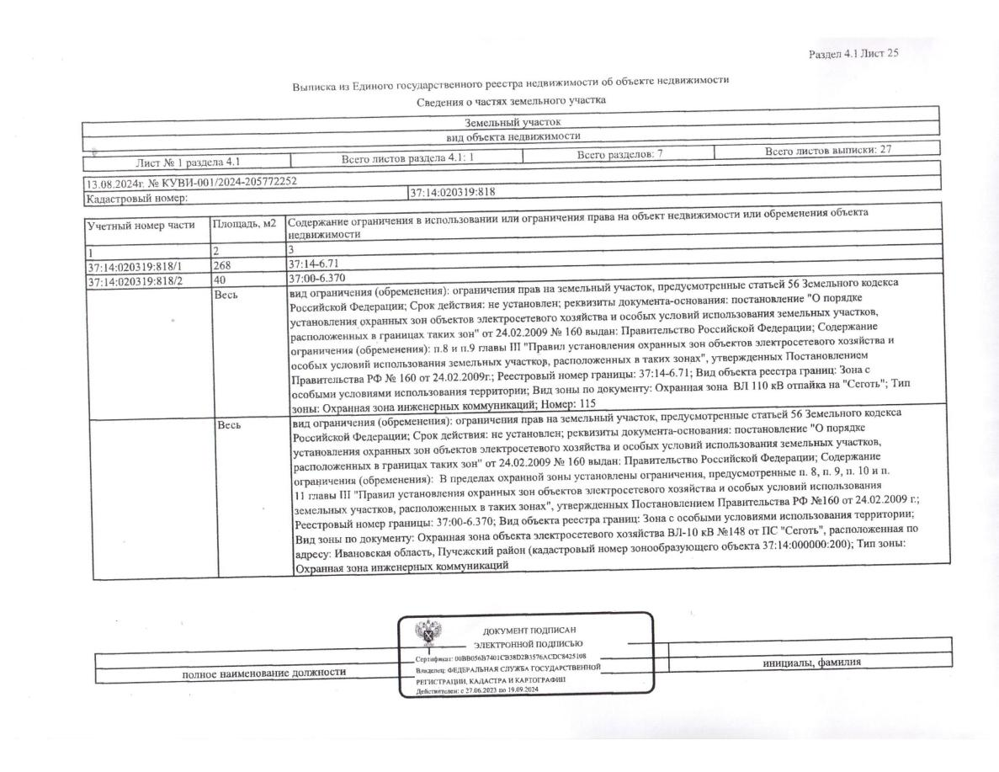 Раздел 4.1 Лист 25
Выписка из Единого государственного реестра недвижимости об объекте недвижимости
Сведения о частях земельного участка
Земельный участок
вид объекта недвижимости
Лист № 1 раздела 4.1 Всего листов раздела 4.1: 1 Всего разделов: 7 Всего листов выписки: 27
13.08.2024г. № КУВИ-001/2024-205772252
Кадастровый номер: 37:14:020319:818
Учетный номер части Площадь, м2 Содержание ограничения в использовании или ограничения права на объект недвижимости или обременения объекта
недвижимости
1 2 3
37:14:020319:818/1 268 37:14-6.71
37:14:020319:818/2 40 37:00-6.370
Весь вид ограничения (обременения): ограничения прав на земельный участок, предусмотренные статьей 56 Земельного кодекса
Российской Федерации; Срок действия: не установлен; реквизиты документа-основания: постановление "О порядке
установления охранных зон объектов электросетевого хозяйства и особых условий использования земельных участков,
расположенных в границах таких зон" от 24.02.2009 № 160 выдан: Правительство Российской Федерации; Содержание
ограничения (обременения): п.8 и п.9 главы III "Правил установления охранных зон объектов электросетевого хозяйства и
особых условий использования земельных участков, расположенных в таких зонах", утвержденных Постановлением
Правительства РФ № 160 от 24.02.2009г.; Реестровый номер границы: 37:14-6.71; Вид объекта реестра границ: Зона с
особыми условиями использования территории; Вид зоны по документу: Охранная зона ВЛ 110 кВ отпайка на "Сеготь"; Тип
зоны: Охранная зона инженерных коммуникаций; Номер: 115
Весь вид ограничения (обременения): ограничения прав на земельный участок, предусмотренные статьей 56 Земельного кодекса
Российской Федерации; Срок действия: не установлен; реквизиты документа-основания: постановление "О порядке
установления охранных зон объектов электросетевого хозяйства и особых условий использования земельных участков,
расположенных в границах таких зон" от 24.02.2009 № 160 выдан: Правительство Российской Федерации; Содержание
ограничения (обременения): В пределах охранной зоны установлены ограничения, предусмотренные п. 8, п. 9, п. 10 и п.
11 главы III "Правил установления охранных зон объектов электросетевого хозяйства и особых условий использования
земельных участков, расположенных в таких зонах", утвержденных Постановлением Правительства РФ №160 от 24.02.2009 г.;
Реестровый номер границы: 37:00-6.370; Вид объекта реестра границ: Зона с особыми условиями использования территории;
Вид зоны по документу: Охранная зона объекта электросетевого хозяйства ВЛ-10 кВ №148 от ПС "Сеготь", расположенная по
адресу: Ивановская область, Пучежский район (кадастровый номер зонообразующего объекта 37:14:000000:200); Тип зоны:
Охранная зона инженерных коммуникаций
ДОКУМЕНТ ПОДПИСАН
ЭЛЕКТРОННОЙ ПОДПИСЬЮ
Сертификат: 00BB056B7401CB38D2B3576ACDC8425108
Владелец: ФЕДЕРАЛЬНАЯ СЛУЖБА ГОСУДАРСТВЕННОЙ
РЕГИСТРАЦИИ, КАДАСТРА И КАРТОГРАФИИ
Действителен: с 27.06.2023 по 19.09.2024
полное наименование должности инициалы, фамилия